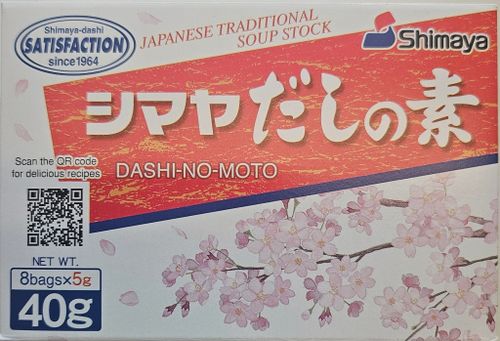 Shimaya-dashi
SATISFACTION
since1964
JAPANESE TRADITIONAL
SOUP STOCK
Shimaya
シマヤだしの素
Scan the QR code
for delicious recipes
DASHI-NO-MOTO
NET WT.
8bags×5g
40g